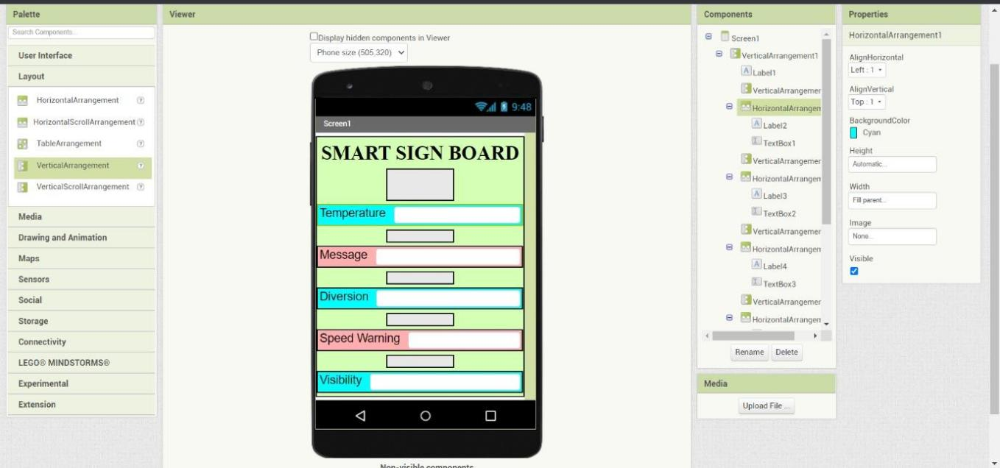 Palette
Search Components...
User Interface
Layout
HorizontalArrangement
HorizontalScrollArrangement
TableArrangement
VerticalArrangement
VerticalScrollArrangement
Media
Drawing and Animation
Maps
Sensors
Social
Storage
Connectivity
LEGO® MINDSTORMS®
Experimental
Extension
Viewer
Display hidden components in Viewer
Phone size (505,320)
9:48
Screen1
SMART SIGN BOARD
Temperature
Message
Diversion
Speed Warning
Visibility
Non-visible components
Components
Screen1
VerticalArrangement1
Label1
VerticalArrangemer
HorizontalArrangem
Label2
TextBox1
VerticalArrangemer
HorizontalArrangem
Label3
TextBox2
VerticalArrangemer
HorizontalArrangem
Label4
TextBox3
VerticalArrangemer
HorizontalArrangem
Rename Delete
Media
Upload File ...
Properties
HorizontalArrangement1
AlignHorizontal
Left : 1
AlignVertical
Top : 1
BackgroundColor
Cyan
Height
Automatic...
Width
Fill parent...
Image
None...
Visible